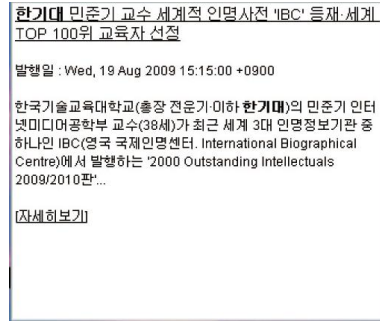 한기대 민준기 교수 세계적 인명사전 'IBC' 등재·세계
TOP 100위 교육자 선정
발행일 : Wed, 19 Aug 2009 15:15:00 +0900
한국기술교육대학교(총장 전운기·이하 한기대)의 민준기 인터
넷미디어공학부 교수(38세)가 최근 세계 3대 인명정보기관 중
하나인 IBC(영국 국제인명센터. International Biographical
Centre)에서 발행하는 '2000 Outstanding Intellectuals
2009/2010판'...
[자세히보기]